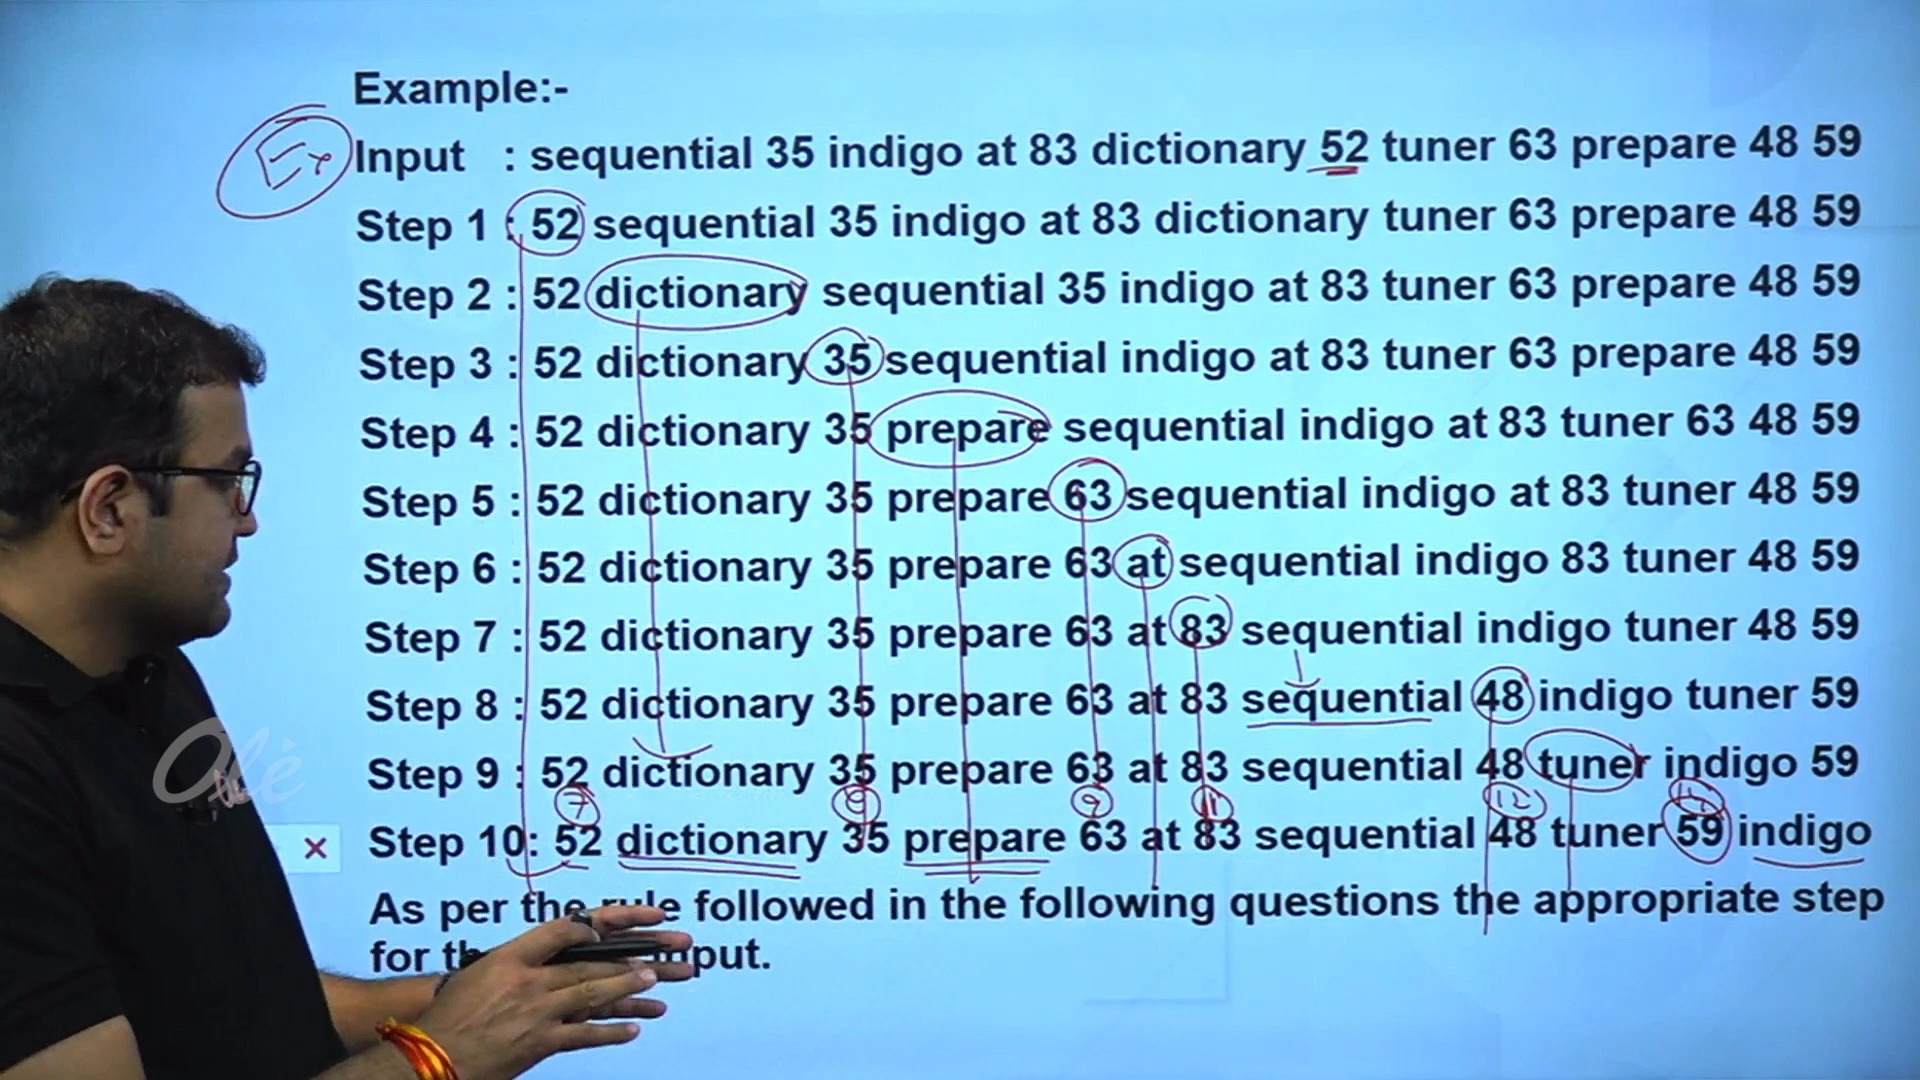 Example:-
Ex
Input : sequential 35 indigo at 83 dictionary 52 tuner 63 prepare 48 59
Step 1 : 52 sequential 35 indigo at 83 dictionary tuner 63 prepare 48 59
Step 2 : 52 dictionary sequential 35 indigo at 83 tuner 63 prepare 48 59
Step 3 : 52 dictionary 35 sequential indigo at 83 tuner 63 prepare 48 59
Step 4 : 52 dictionary 35 prepare sequential indigo at 83 tuner 63 48 59
Step 5 : 52 dictionary 35 prepare 63 sequential indigo at 83 tuner 48 59
Step 6 : 52 dictionary 35 prepare 63 at sequential indigo 83 tuner 48 59
Step 7 : 52 dictionary 35 prepare 63 at 83 sequential indigo tuner 48 59
Step 8 : 52 dictionary 35 prepare 63 at 83 sequential 48 indigo tuner 59
Step 9 : 52 dictionary 35 prepare 63 at 83 sequential 48 tuner indigo 59
7 8 9 11 12 14
Step 10: 52 dictionary 35 prepare 63 at 83 sequential 48 tuner 59 indigo
As per the rule followed in the following questions the appropriate step
for
Olè